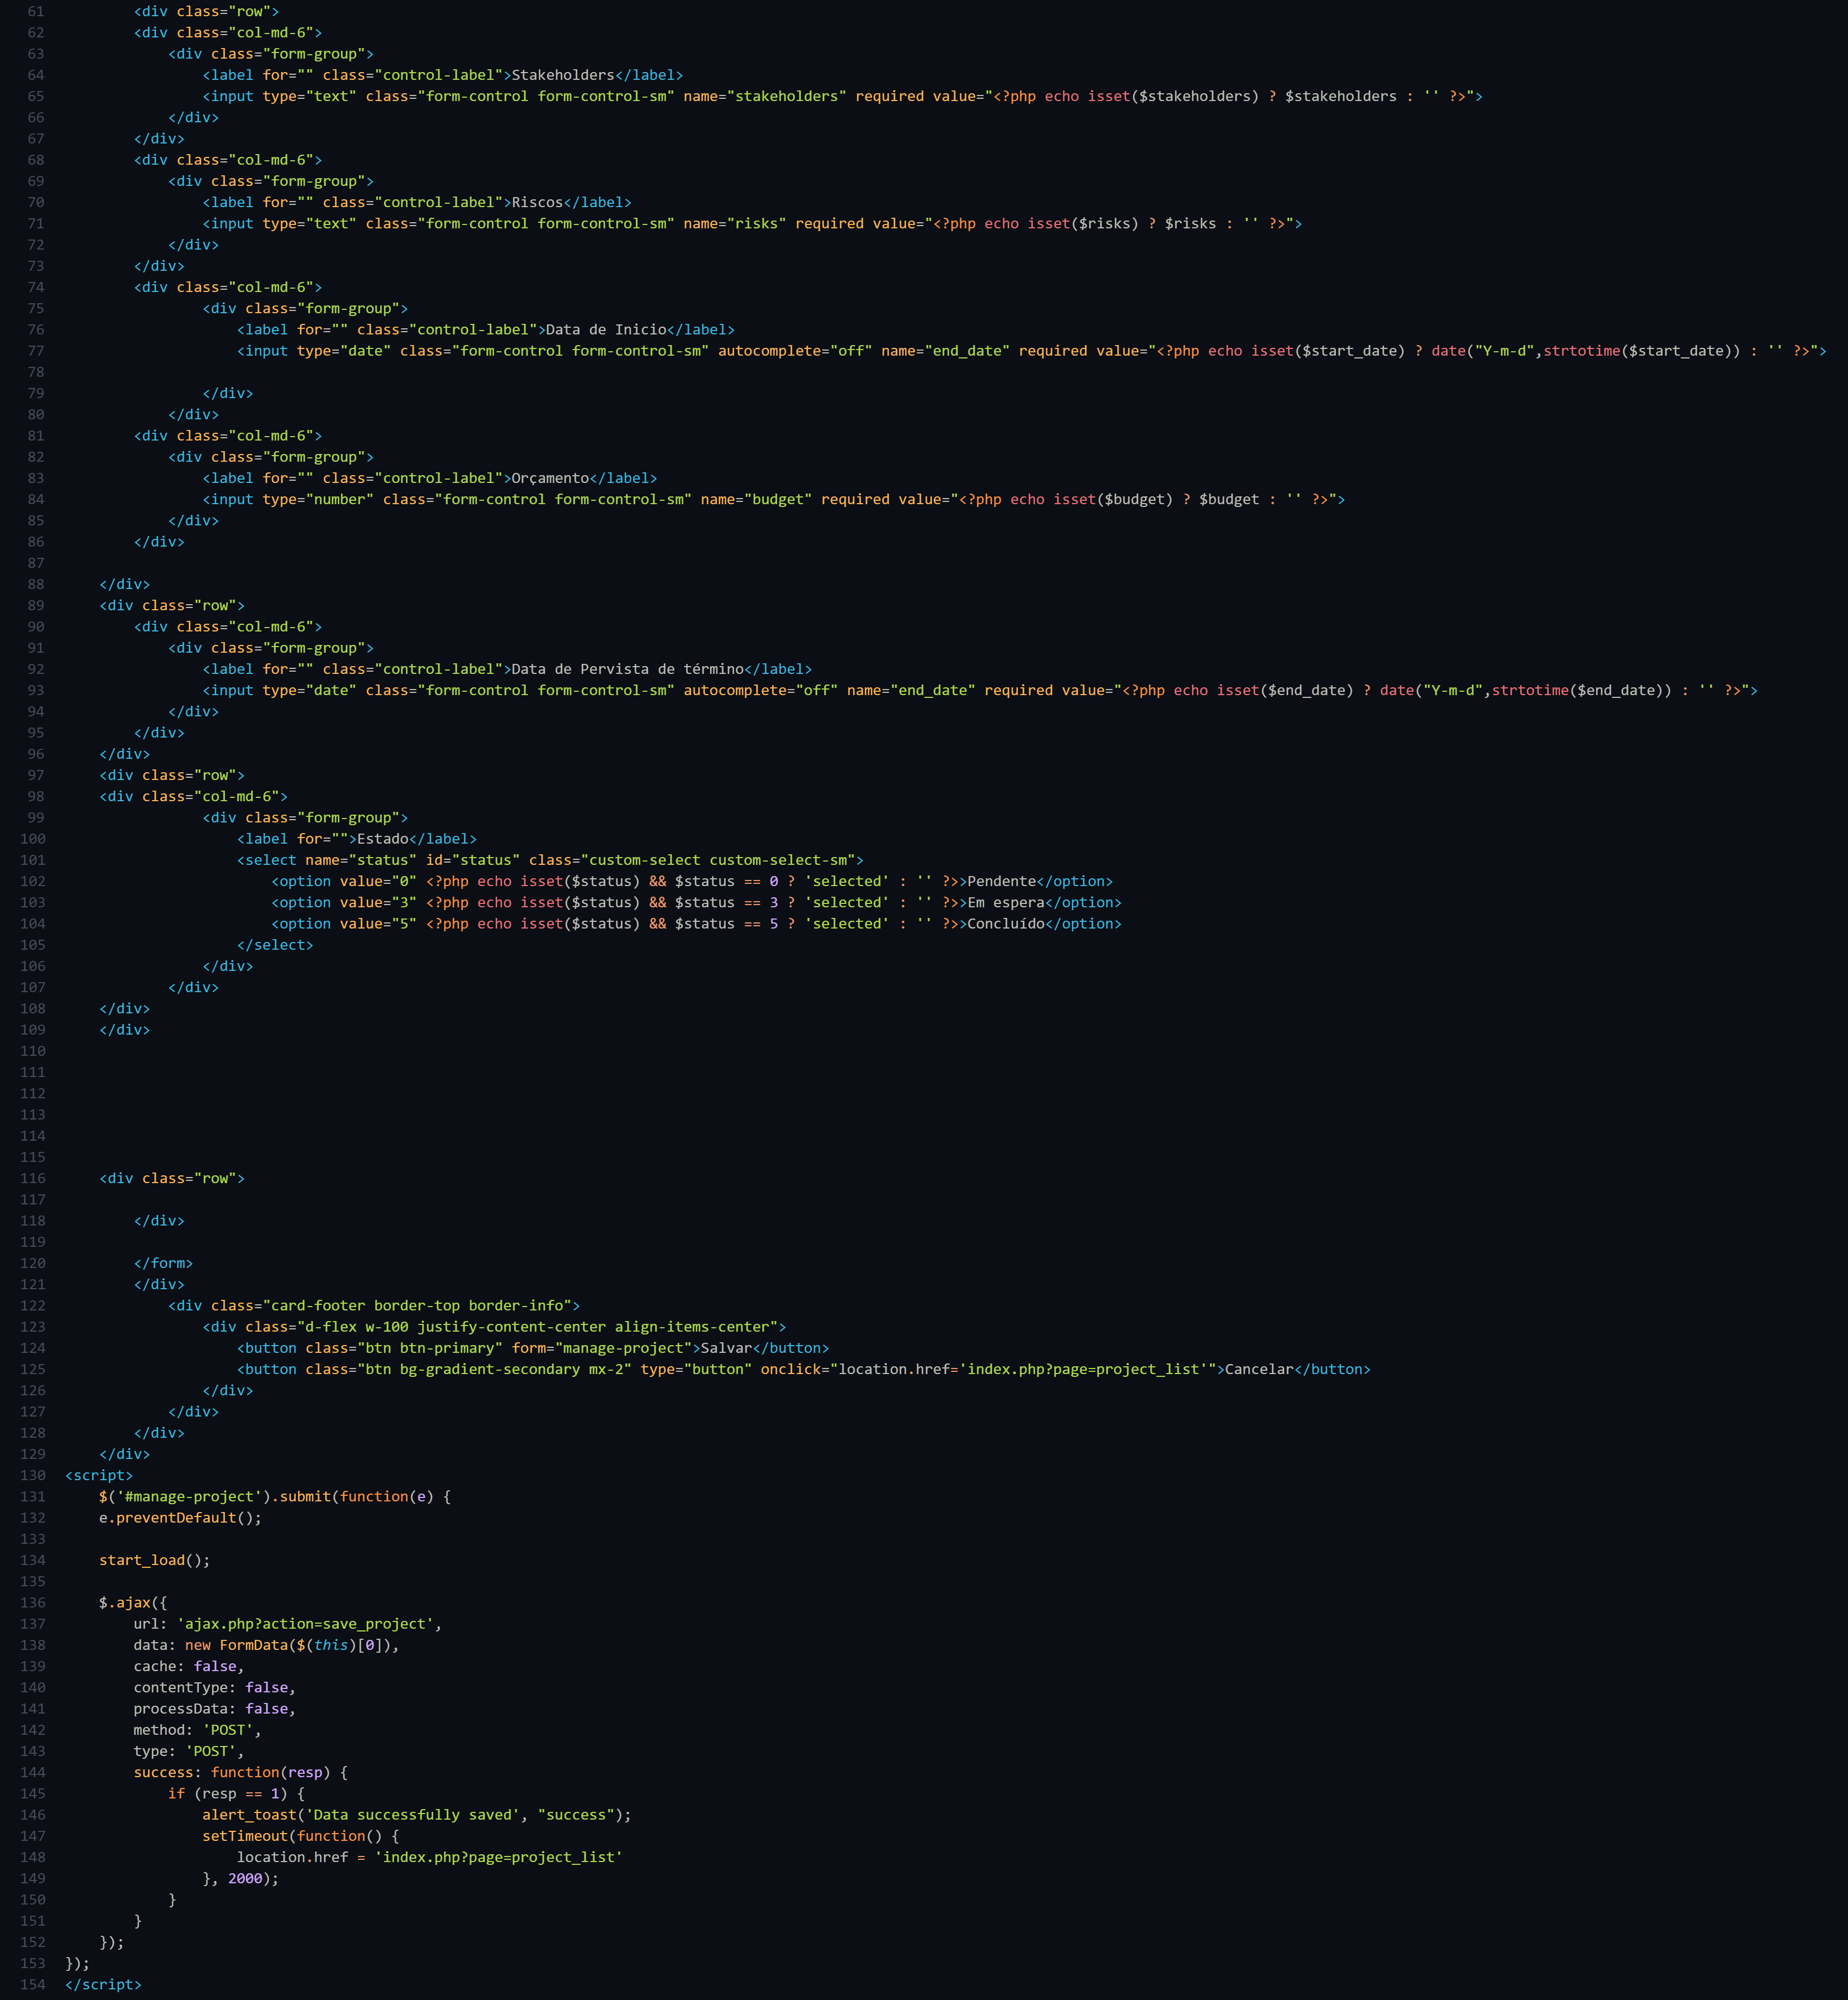 61 <div class="row">
62 <div class="col-md-6">
63 <div class="form-group">
64 <label for="" class="control-label">Stakeholders</label>
65 <input type="text" class="form-control form-control-sm" name="stakeholders" required value="<?php echo isset($stakeholders) ? $stakeholders : '' ?>">
66 </div>
67 </div>
68 <div class="col-md-6">
69 <div class="form-group">
70 <label for="" class="control-label">Riscos</label>
71 <input type="text" class="form-control form-control-sm" name="risks" required value="<?php echo isset($risks) ? $risks : '' ?>">
72 </div>
73 </div>
74 <div class="col-md-6">
75 <div class="form-group">
76 <label for="" class="control-label">Data de Inicio</label>
77 <input type="date" class="form-control form-control-sm" autocomplete="off" name="end_date" required value="<?php echo isset($start_date) ? date("Y-m-d",strtotime($start_date)) : '' ?>">
78
79 </div>
80 </div>
81 <div class="col-md-6">
82 <div class="form-group">
83 <label for="" class="control-label">Orçamento</label>
84 <input type="number" class="form-control form-control-sm" name="budget" required value="<?php echo isset($budget) ? $budget : '' ?>">
85 </div>
86 </div>
87
88 </div>
89 <div class="row">
90 <div class="col-md-6">
91 <div class="form-group">
92 <label for="" class="control-label">Data de Pervista de término</label>
93 <input type="date" class="form-control form-control-sm" autocomplete="off" name="end_date" required value="<?php echo isset($end_date) ? date("Y-m-d",strtotime($end_date)) : '' ?>">
94 </div>
95 </div>
96 </div>
97 <div class="row">
98 <div class="col-md-6">
99 <div class="form-group">
100 <label for="">Estado</label>
101 <select name="status" id="status" class="custom-select custom-select-sm">
102 <option value="0" <?php echo isset($status) && $status == 0 ? 'selected' : '' ?>>Pendente</option>
103 <option value="3" <?php echo isset($status) && $status == 3 ? 'selected' : '' ?>>Em espera</option>
104 <option value="5" <?php echo isset($status) && $status == 5 ? 'selected' : '' ?>>Concluído</option>
105 </select>
106 </div>
107 </div>
108 </div>
109 </div>
110
111
112
113
114
115
116 <div class="row">
117
118 </div>
119
120 </form>
121 </div>
122 <div class="card-footer border-top border-info">
123 <div class="d-flex w-100 justify-content-center align-items-center">
124 <button class="btn btn-primary" form="manage-project">Salvar</button>
125 <button class="btn bg-gradient-secondary mx-2" type="button" onclick="location.href='index.php?page=project_list'">Cancelar</button>
126 </div>
127 </div>
128 </div>
129 </div>
130 <script>
131 $('#manage-project').submit(function(e) {
132 e.preventDefault();
133
134 start_load();
135
136 $.ajax({
137 url: 'ajax.php?action=save_project',
138 data: new FormData($(this)[0]),
139 cache: false,
140 contentType: false,
141 processData: false,
142 method: 'POST',
143 type: 'POST',
144 success: function(resp) {
145 if (resp == 1) {
146 alert_toast('Data successfully saved', "success");
147 setTimeout(function() {
148 location.href = 'index.php?page=project_list'
149 }, 2000);
150 }
151 }
152 });
153 });
154 </script>